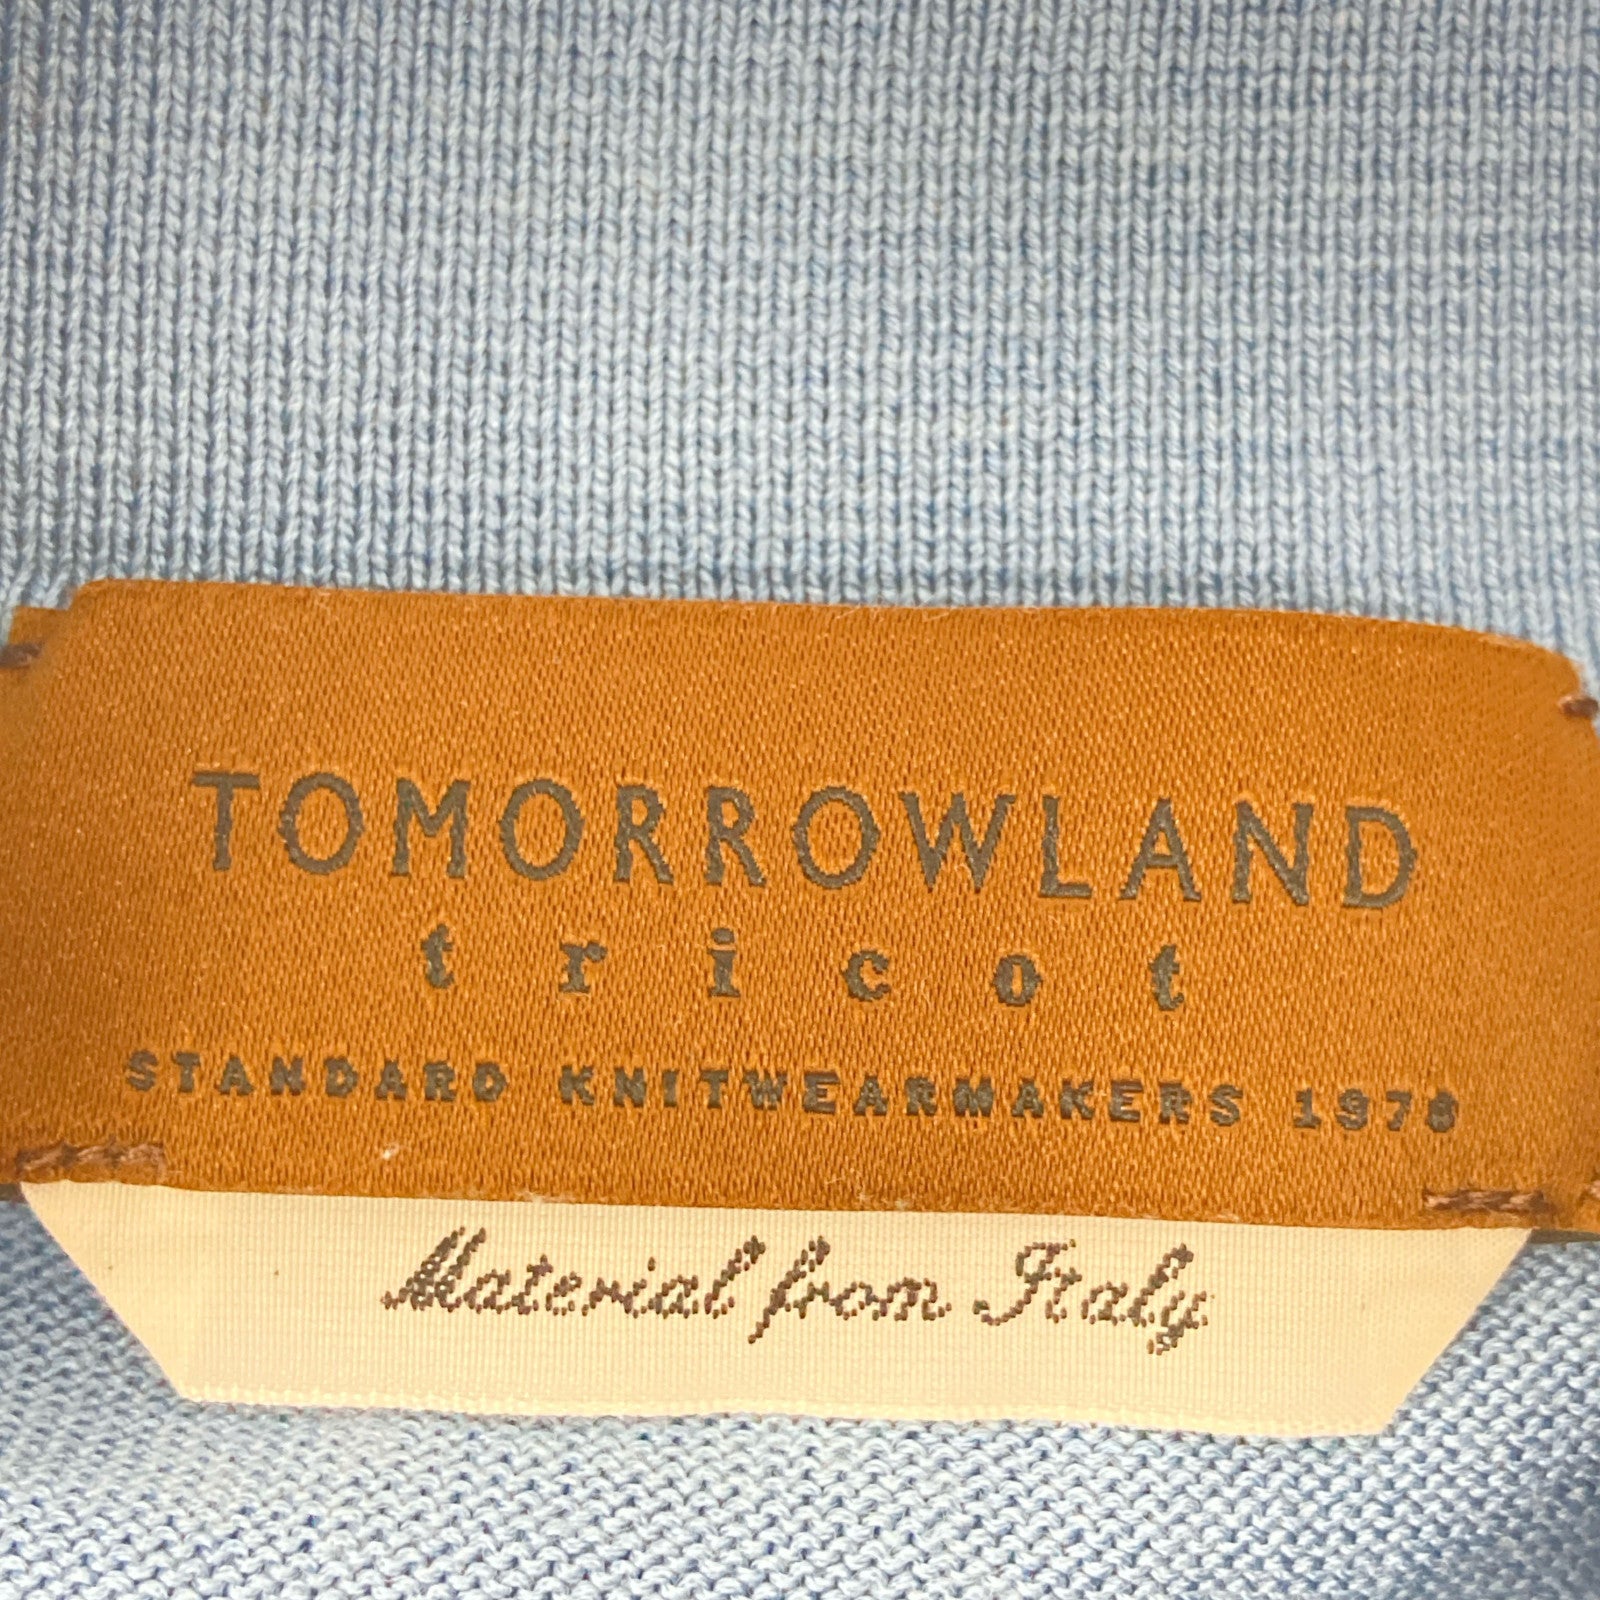 TOMORROWLAND
tricot
STANDARD KNITWEARMAKERS 1978
Material from Italy